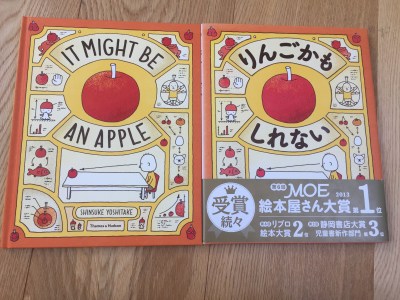 IT MIGHT BE
AN APPLE
SHINSUKE YOSHITAKE
Thames & Hudson
りんごかも
しれない
受賞
続々
MOE 2013
絵本屋さん大賞 第1位
リブロ
絵本大賞 2位
静岡書店大賞
児童書新作部門 第3位